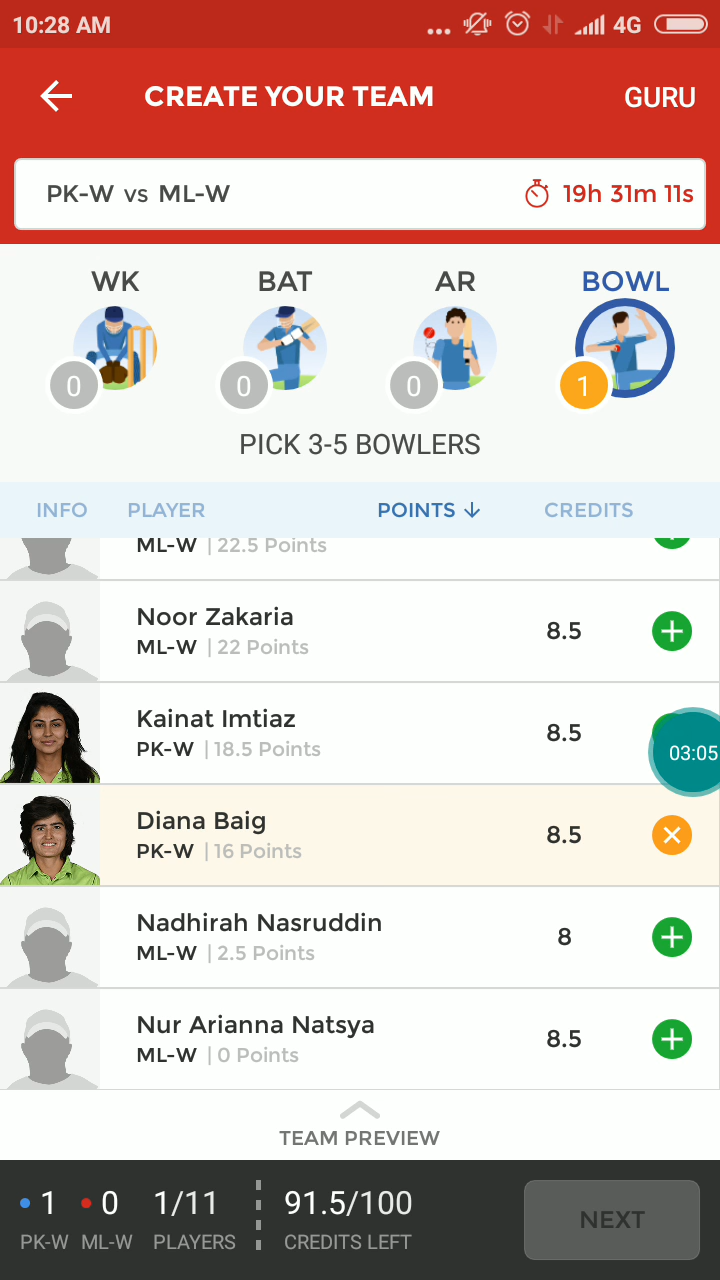 10:28 AM
... 4G
CREATE YOUR TEAM
GURU
PK-W vs ML-W
19h 31m 11s
WK BAT AR BOWL
0 0 0 1
PICK 3-5 BOWLERS
INFO PLAYER POINTS ↓ CREDITS
ML-W | 22.5 Points
Noor Zakaria
ML-W | 22 Points
8.5
Kainat Imtiaz
PK-W | 18.5 Points
8.5
03:05
Diana Baig
PK-W | 16 Points
8.5
Nadhirah Nasruddin
ML-W | 2.5 Points
8
Nur Arianna Natsya
ML-W | 0 Points
8.5
TEAM PREVIEW
1 0 1/11 91.5/100
PK-W ML-W PLAYERS CREDITS LEFT
NEXT